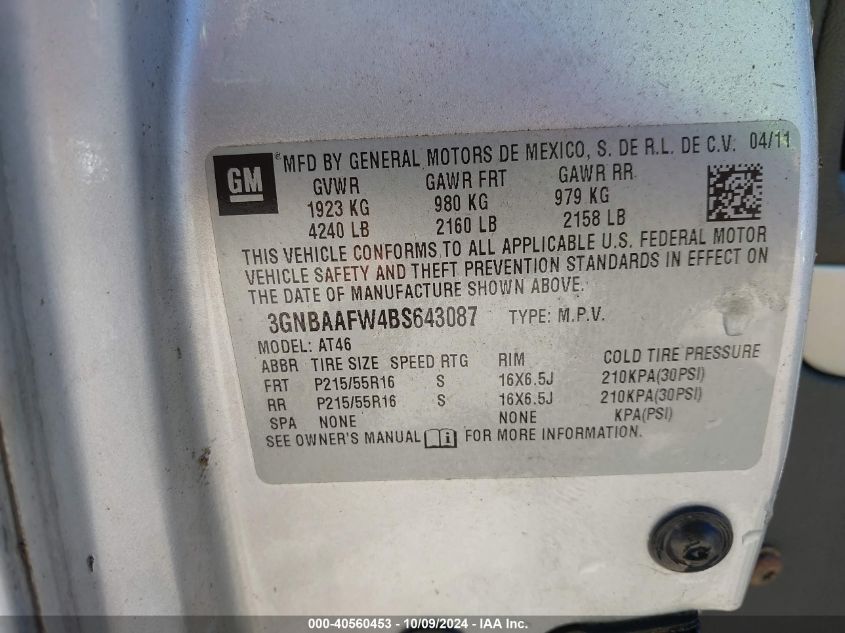 GM
®MFD BY GENERAL MOTORS DE MEXICO, S. DE R.L. DE C.V. 04/11
GVWR GAWR FRT GAWR RR
1923 KG 980 KG 979 KG
4240 LB 2160 LB 2158 LB
THIS VEHICLE CONFORMS TO ALL APPLICABLE U.S. FEDERAL MOTOR
VEHICLE SAFETY AND THEFT PREVENTION STANDARDS IN EFFECT ON
THE DATE OF MANUFACTURE SHOWN ABOVE.
3GNBAAFW4BS643087 TYPE: M.P.V.
MODEL: AT46
ABBR TIRE SIZE SPEED RTG RIM COLD TIRE PRESSURE
FRT P215/55R16 S 16X6.5J 210KPA(30PSI)
RR P215/55R16 S 16X6.5J 210KPA(30PSI)
SPA NONE NONE KPA(PSI)
SEE OWNER'S MANUAL i FOR MORE INFORMATION.
000-40560453 - 10/09/2024 - IAA Inc.